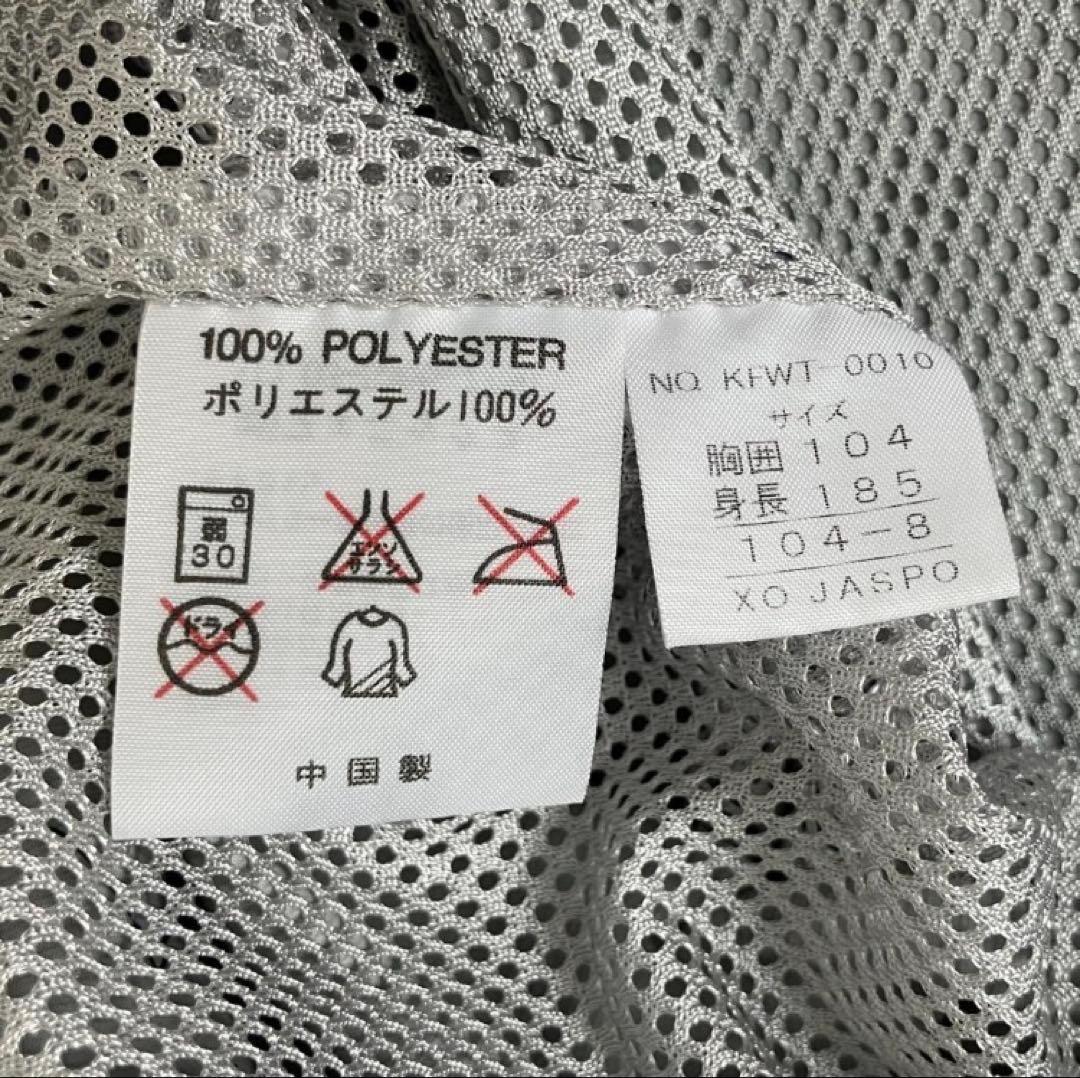 100% POLYESTER
ポリエステル100%
弱
30
エンソ
サラシ
ドライ
中国製
NO. KFWT-0010
サイズ
胸囲 104
身長 185
104-8
XO JASPO